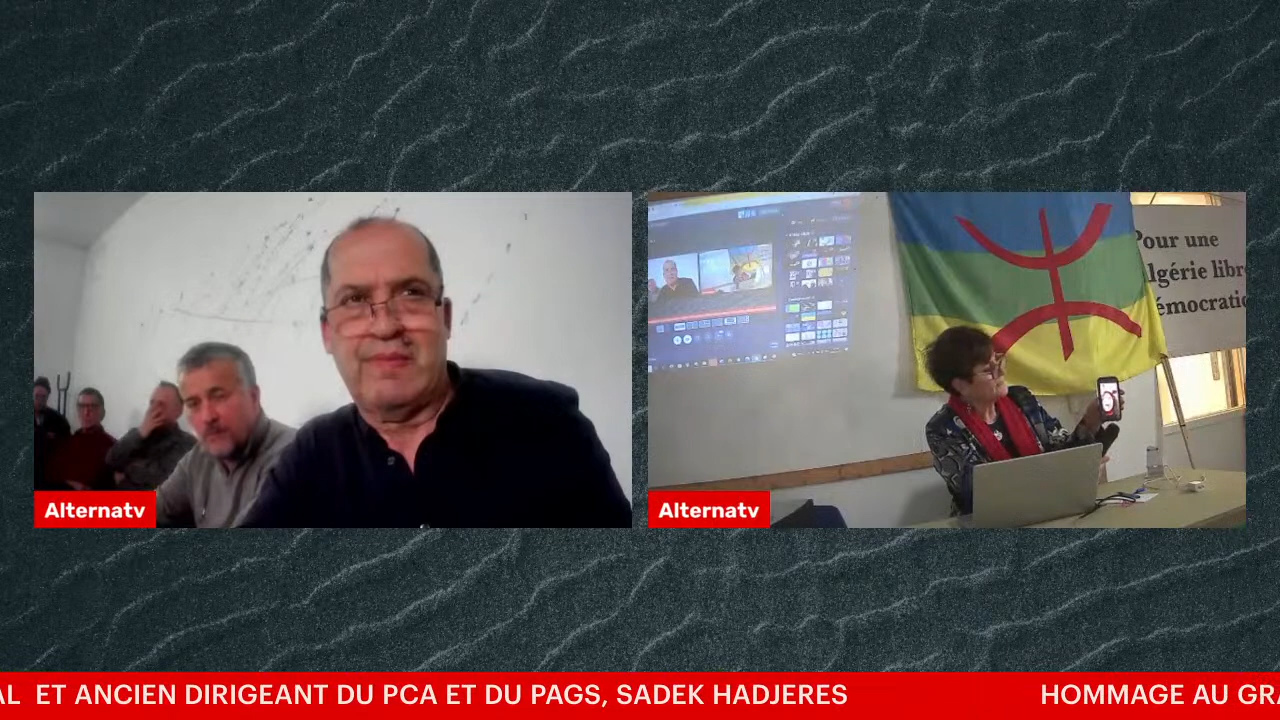 Pour une
lgérie libr
émocrati
Alternatv
Alternatv
AL ET ANCIEN DIRIGEANT DU PCA ET DU PAGS, SADEK HADJERES
HOMMAGE AU GRA